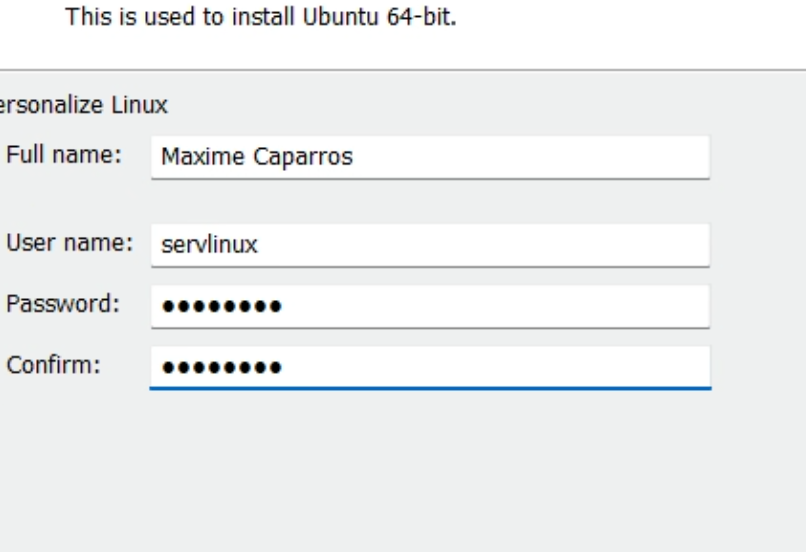 This is used to install Ubuntu 64-bit.
ersonalize Linux
Full name: Maxime Caparros
User name: servlinux
Password: ●●●●●●●●
Confirm: ●●●●●●●●